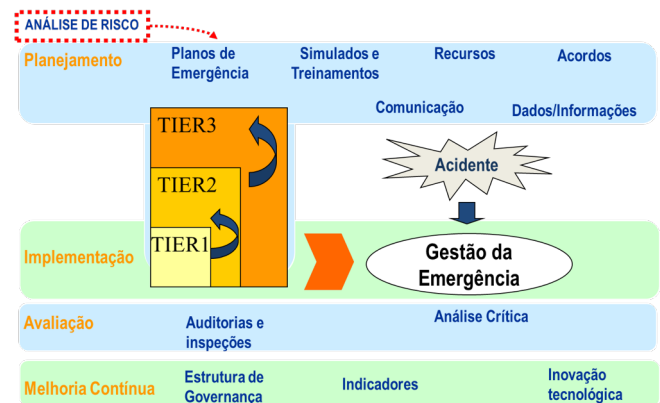 ANÁLISE DE RISCO
Planejamento
Planos de
Emergência
Simulados e
Treinamentos
Recursos
Acordos
Comunicação
Dados/Informações
TIER3
TIER2
TIER1
Acidente
Implementação
Gestão da
Emergência
Avaliação
Auditorias e
inspeções
Análise Crítica
Melhoria Contínua
Estrutura de
Governança
Indicadores
Inovação
tecnológica